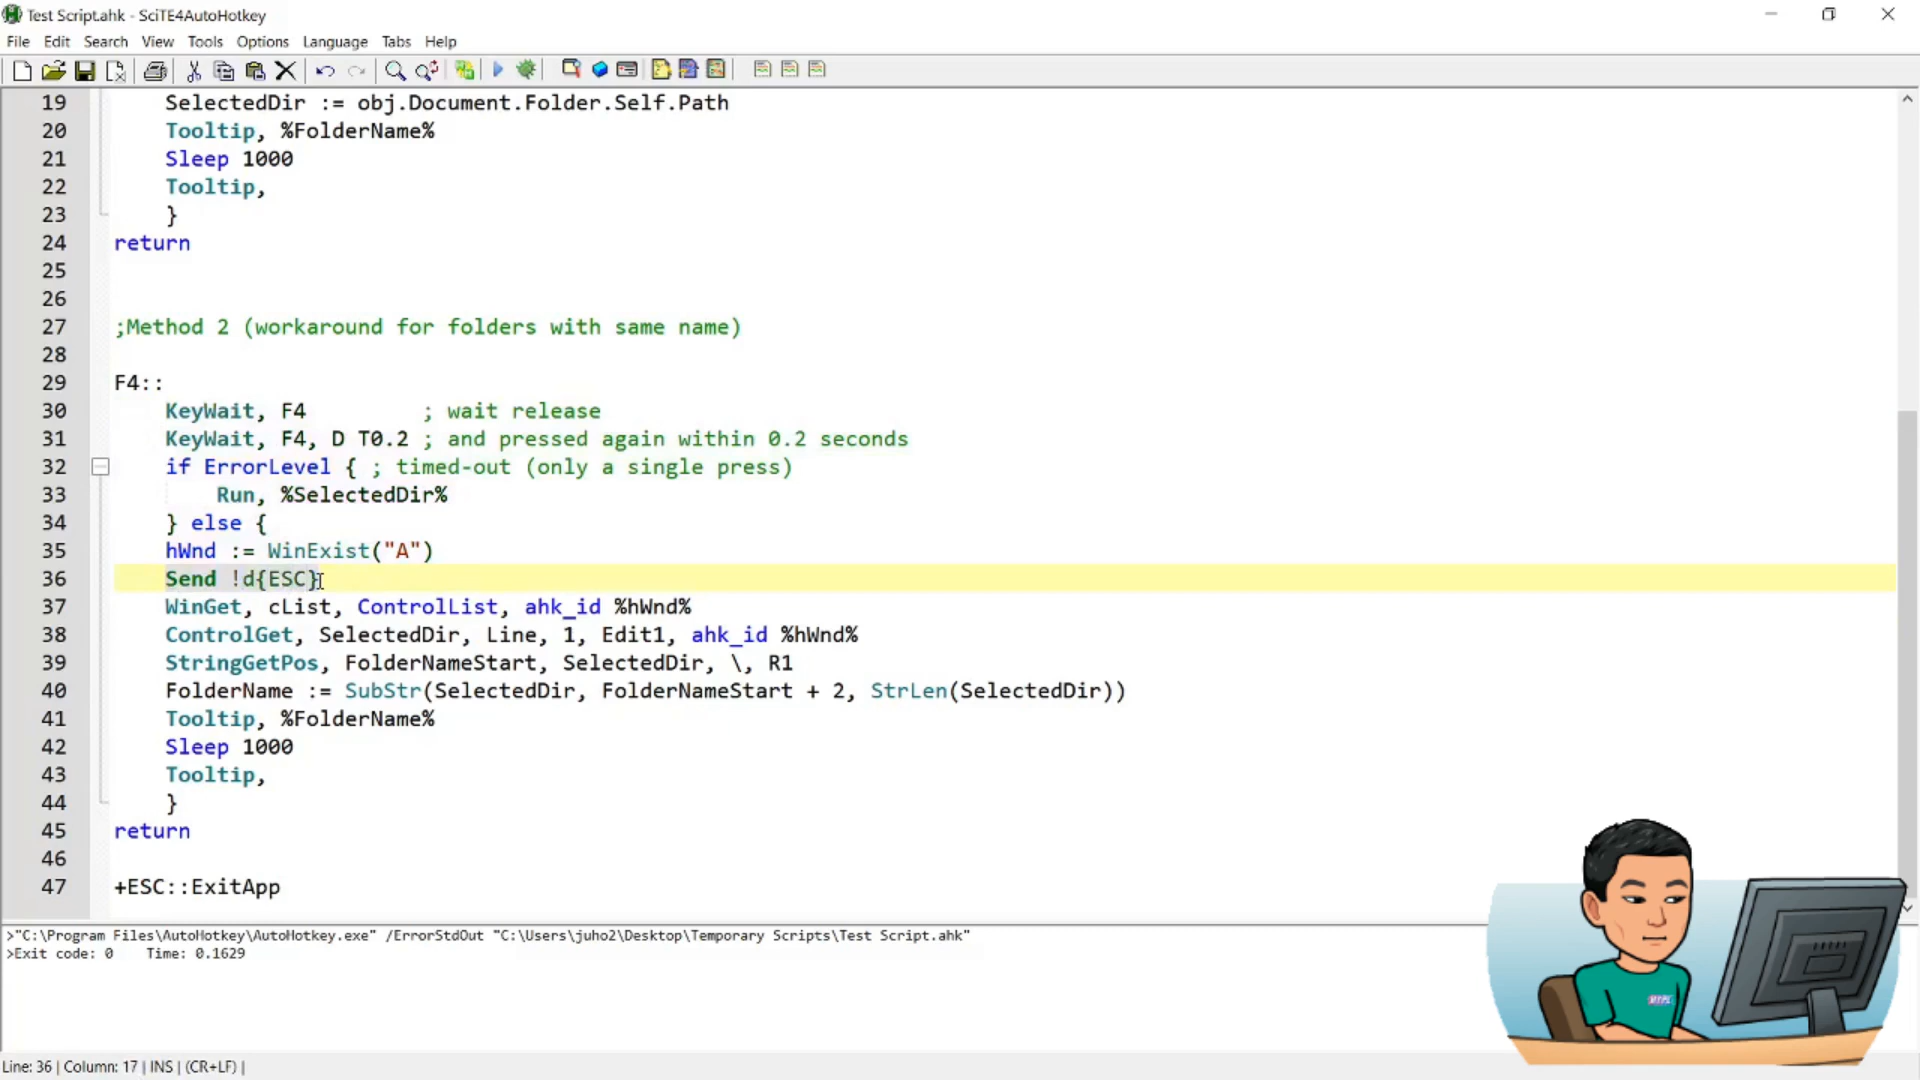 Test Script.ahk - SciTE4AutoHotkey
File Edit Search View Tools Options Language Tabs Help
19 SelectedDir := obj.Document.Folder.Self.Path
20 Tooltip, %FolderName%
21 Sleep 1000
22 Tooltip,
23 }
24 return
25
26
27 ;Method 2 (workaround for folders with same name)
28
29 F4::
30 KeyWait, F4 ; wait release
31 KeyWait, F4, D T0.2 ; and pressed again within 0.2 seconds
32 if ErrorLevel { ; timed-out (only a single press)
33 Run, %SelectedDir%
34 } else {
35 hWnd := WinExist("A")
36 Send !d{ESC}
37 WinGet, cList, ControlList, ahk_id %hWnd%
38 ControlGet, SelectedDir, Line, 1, Edit1, ahk_id %hWnd%
39 StringGetPos, FolderNameStart, SelectedDir, \, R1
40 FolderName := SubStr(SelectedDir, FolderNameStart + 2, StrLen(SelectedDir))
41 Tooltip, %FolderName%
42 Sleep 1000
43 Tooltip,
44 }
45 return
46
47 +ESC::ExitApp
>"C:\Program Files\AutoHotkey\AutoHotkey.exe" /ErrorStdOut "C:\Users\juho2\Desktop\Temporary Scripts\Test Script.ahk"
>Exit code: 0 Time: 0.1629
Line: 36 | Column: 17 | INS | (CR+LF) |